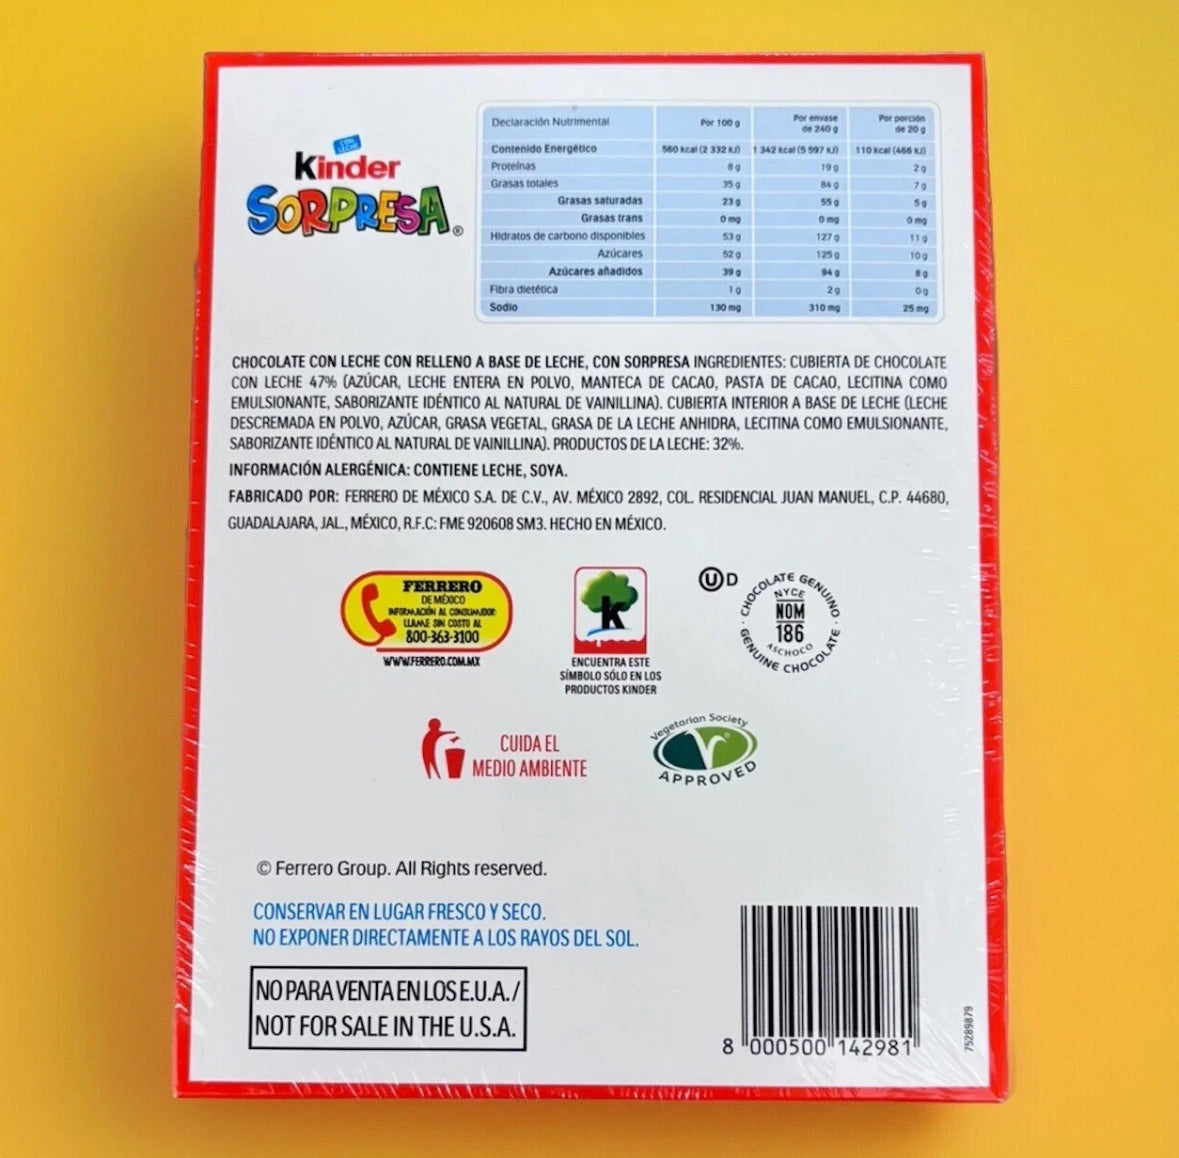 CON LECHE
Kinder
SORPRESA®
Declaración Nutrimental Por 100 g Por envase de 240 g Por porción de 20 g
Contenido Energético 560 kcal (2 332 kJ) 1 342 kcal (5 597 kJ) 110 kcal (466 kJ)
Proteínas 8 g 19 g 2 g
Grasas totales 35 g 84 g 7 g
Grasas saturadas 23 g 55 g 5 g
Grasas trans 0 mg 0 mg 0 mg
Hidratos de carbono disponibles 53 g 127 g 11 g
Azúcares 52 g 125 g 10 g
Azúcares añadidos 39 g 94 g 8 g
Fibra dietética 1 g 2 g 0 g
Sodio 130 mg 310 mg 25 mg
CHOCOLATE CON LECHE CON RELLENO A BASE DE LECHE, CON SORPRESA INGREDIENTES: CUBIERTA DE CHOCOLATE
CON LECHE 47% (AZÚCAR, LECHE ENTERA EN POLVO, MANTECA DE CACAO, PASTA DE CACAO, LECITINA COMO
EMULSIONANTE, SABORIZANTE IDÉNTICO AL NATURAL DE VAINILLINA). CUBIERTA INTERIOR A BASE DE LECHE (LECHE
DESCREMADA EN POLVO, AZÚCAR, GRASA VEGETAL, GRASA DE LA LECHE ANHIDRA, LECITINA COMO EMULSIONANTE,
SABORIZANTE IDÉNTICO AL NATURAL DE VAINILLINA). PRODUCTOS DE LA LECHE: 32%.
INFORMACIÓN ALERGÉNICA: CONTIENE LECHE, SOYA.
FABRICADO POR: FERRERO DE MÉXICO S.A. DE C.V., AV. MÉXICO 2892, COL. RESIDENCIAL JUAN MANUEL, C.P. 44680,
GUADALAJARA, JAL., MÉXICO, R.F.C: FME 920608 SM3. HECHO EN MÉXICO.
FERRERO
DE MÉXICO
INFORMACIÓN AL CONSUMIDOR:
LLAME SIN COSTO AL
800-363-3100
WWW.FERRERO.COM.MX
k
ENCUENTRA ESTE
SÍMBOLO SÓLO EN LOS
PRODUCTOS KINDER
U D
CHOCOLATE GENUINO
NYCE
NOM
186
ASCHOCO
GENUINE CHOCOLATE
CUIDA EL
MEDIO AMBIENTE
Vegetarian Society
APPROVED
© Ferrero Group. All Rights reserved.
CONSERVAR EN LUGAR FRESCO Y SECO.
NO EXPONER DIRECTAMENTE A LOS RAYOS DEL SOL.
NO PARA VENTA EN LOS E.U.A./
NOT FOR SALE IN THE U.S.A.
8 000500 142981
75289879